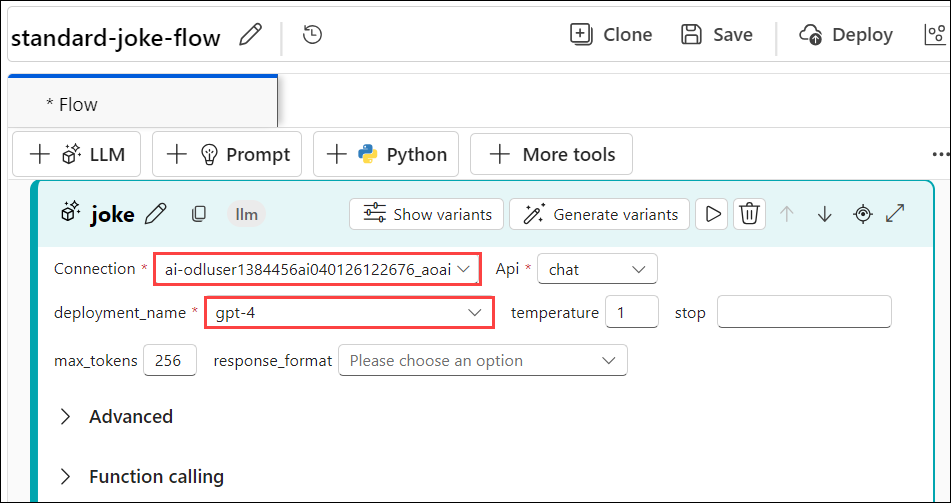 standard-joke-flow Clone Save Deploy
* Flow
LLM Prompt Python More tools ...
joke llm Show variants Generate variants
Connection * ai-odluser1384456ai040126122676_aoai Api * chat
deployment_name * gpt-4 temperature 1 stop
max_tokens 256 response_format Please choose an option
Advanced
Function calling